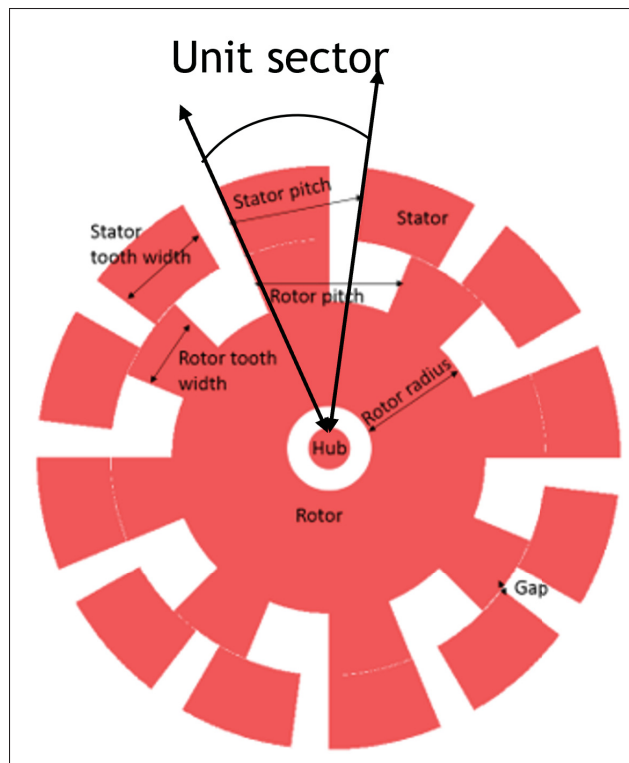 Unit sector
Stator pitch
Stator
Stator
tooth width
Rotor pitch
Rotor tooth
width
Rotor radius
Hub
Rotor
Gap